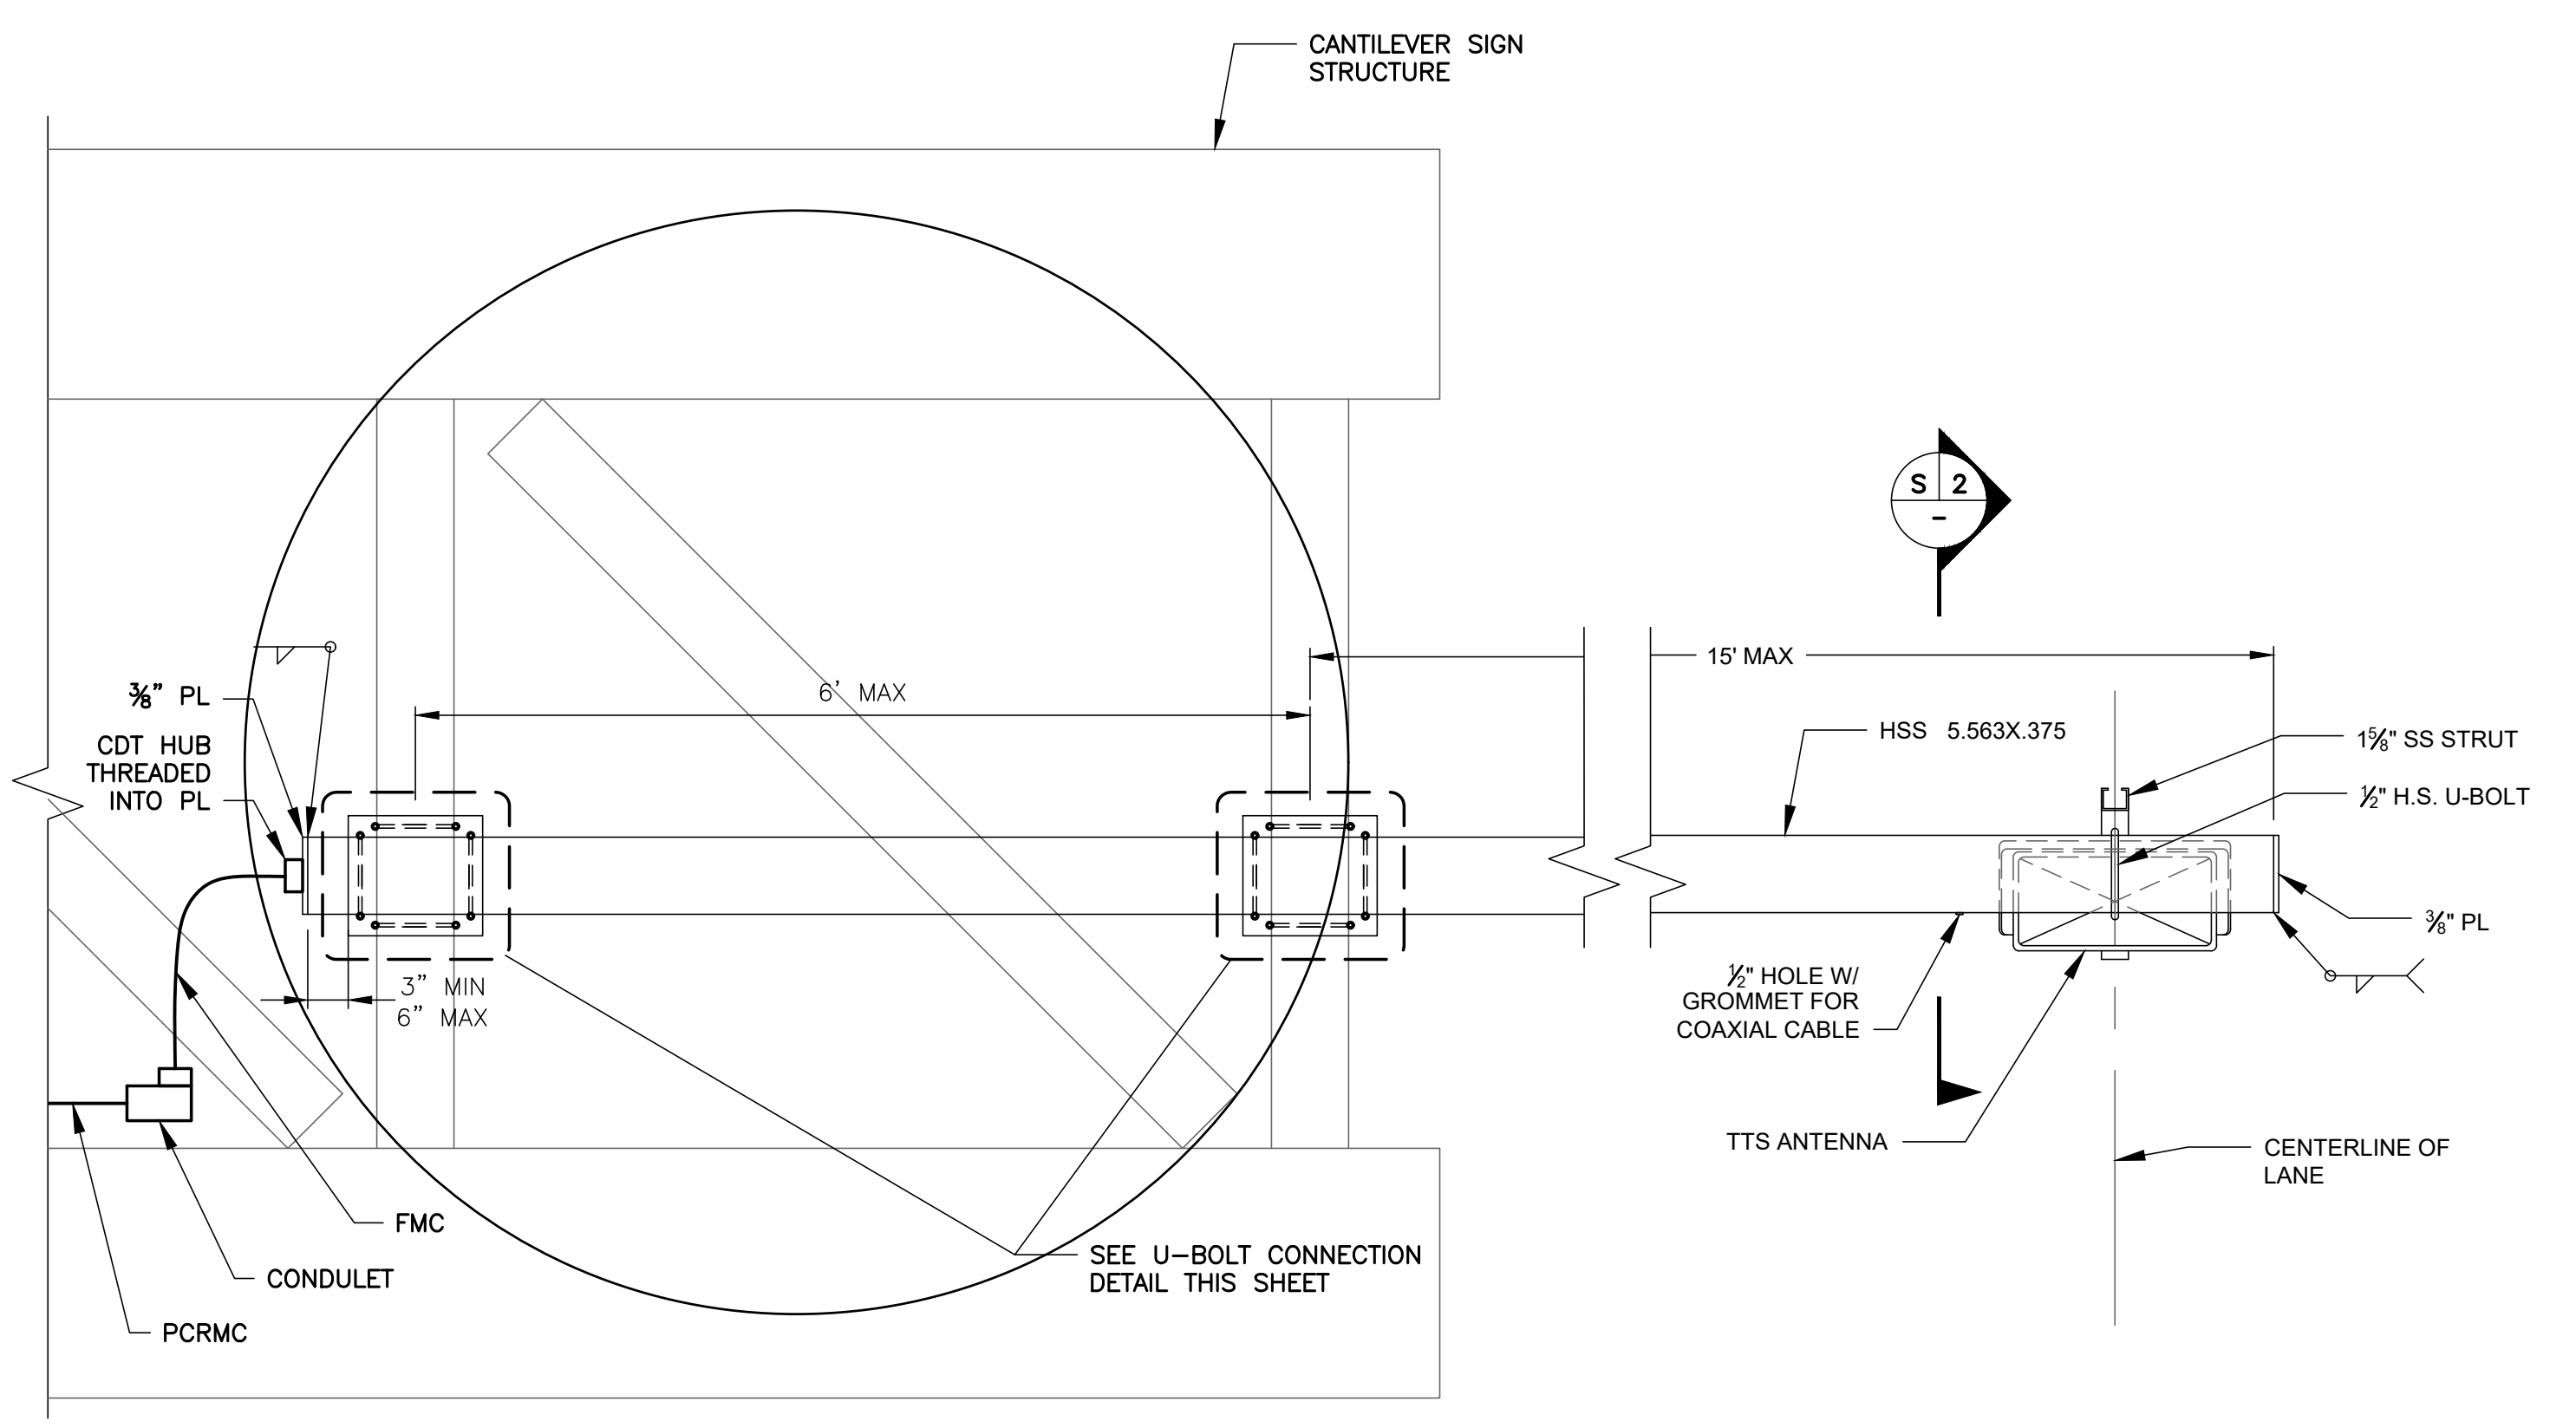 CANTILEVER SIGN
STRUCTURE
S 2
-
15' MAX
6' MAX
⅜" PL
CDT HUB
THREADED
INTO PL
HSS 5.563X.375
1⅝" SS STRUT
½" H.S. U-BOLT
⅜" PL
3" MIN
6" MAX
½" HOLE W/
GROMMET FOR
COAXIAL CABLE
TTS ANTENNA
CENTERLINE OF
LANE
FMC
CONDULET
PCRMC
SEE U-BOLT CONNECTION
DETAIL THIS SHEET